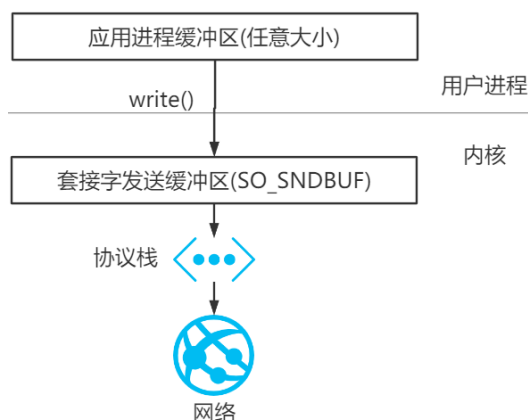 应用进程缓冲区(任意大小)
用户进程
write()
内核
套接字发送缓冲区(SO_SNDBUF)
协议栈
网络